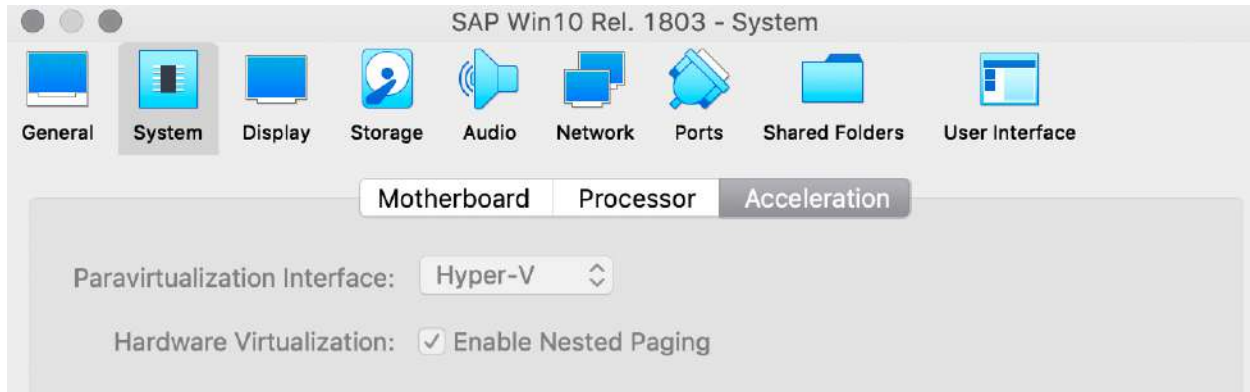 SAP Win10 Rel. 1803 - System
General System Display Storage Audio Network Ports Shared Folders User Interface
Motherboard Processor Acceleration
Paravirtualization Interface: Hyper-V
Hardware Virtualization: Enable Nested Paging